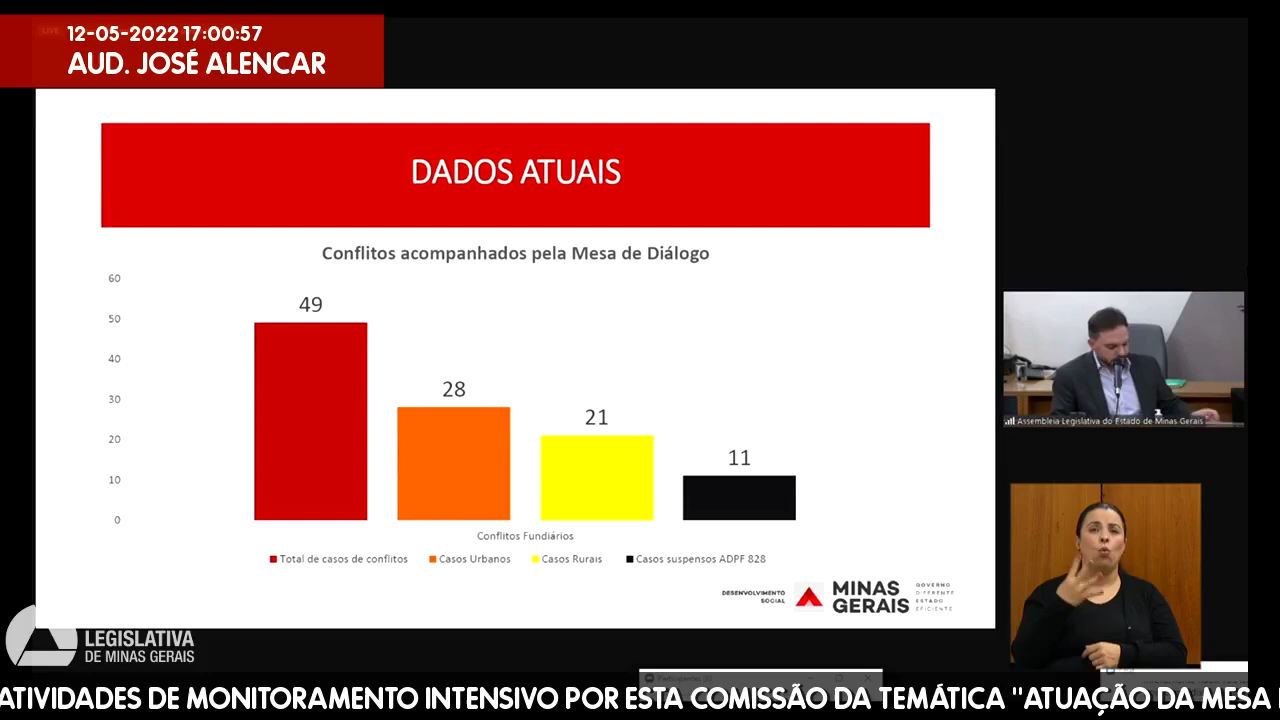 12-05-2022 17:00:57
AUD. JOSÉ ALENCAR
DADOS ATUAIS
Conflitos acompanhados pela Mesa de Diálogo
60
50
40
30
20
10
0
49
28
21
11
Conflitos Fundiários
Total de casos de conflitos
Casos Urbanos
Casos Rurais
Casos suspensos ADPF 828
DESENVOLVIMENTO
SOCIAL
MINAS
GERAIS
GOVERNO
DIFERENTE
ESTADO
EFICIENTE
Assembleia Legislativa do Estado de Minas Gerais
LEGISLATIVA
DE MINAS GERAIS
ATIVIDADES DE MONITORAMENTO INTENSIVO POR ESTA COMISSÃO DA TEMÁTICA "ATUAÇÃO DA MESA